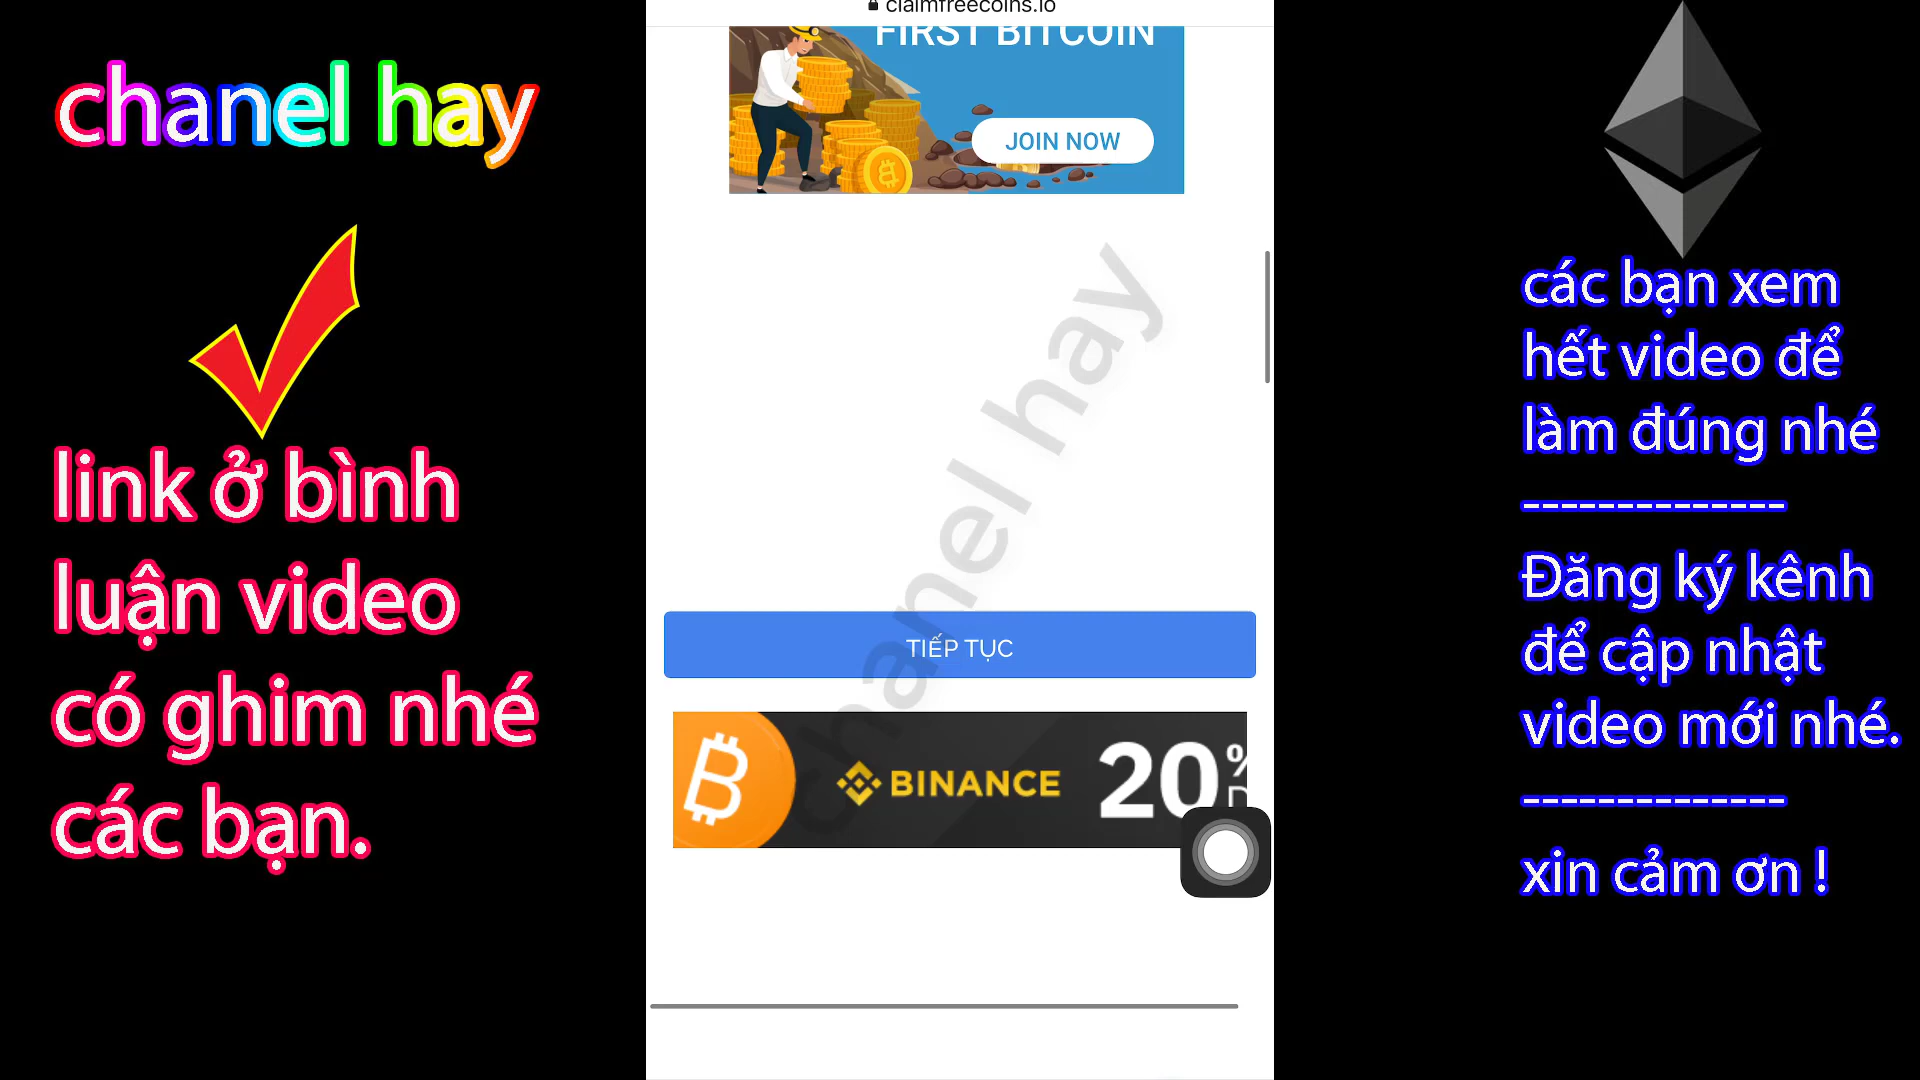 chanel hay
link ở bình
luận video
có ghim nhé
các bạn.
claimfreecoins.io
FIRST BITCOIN
JOIN NOW
chanel hay
TIẾP TỤC
BINANCE
20%
các bạn xem
hết video để
làm đúng nhé
--------------
Đăng ký kênh
để cập nhật
video mới nhé.
--------------
xin cảm ơn !